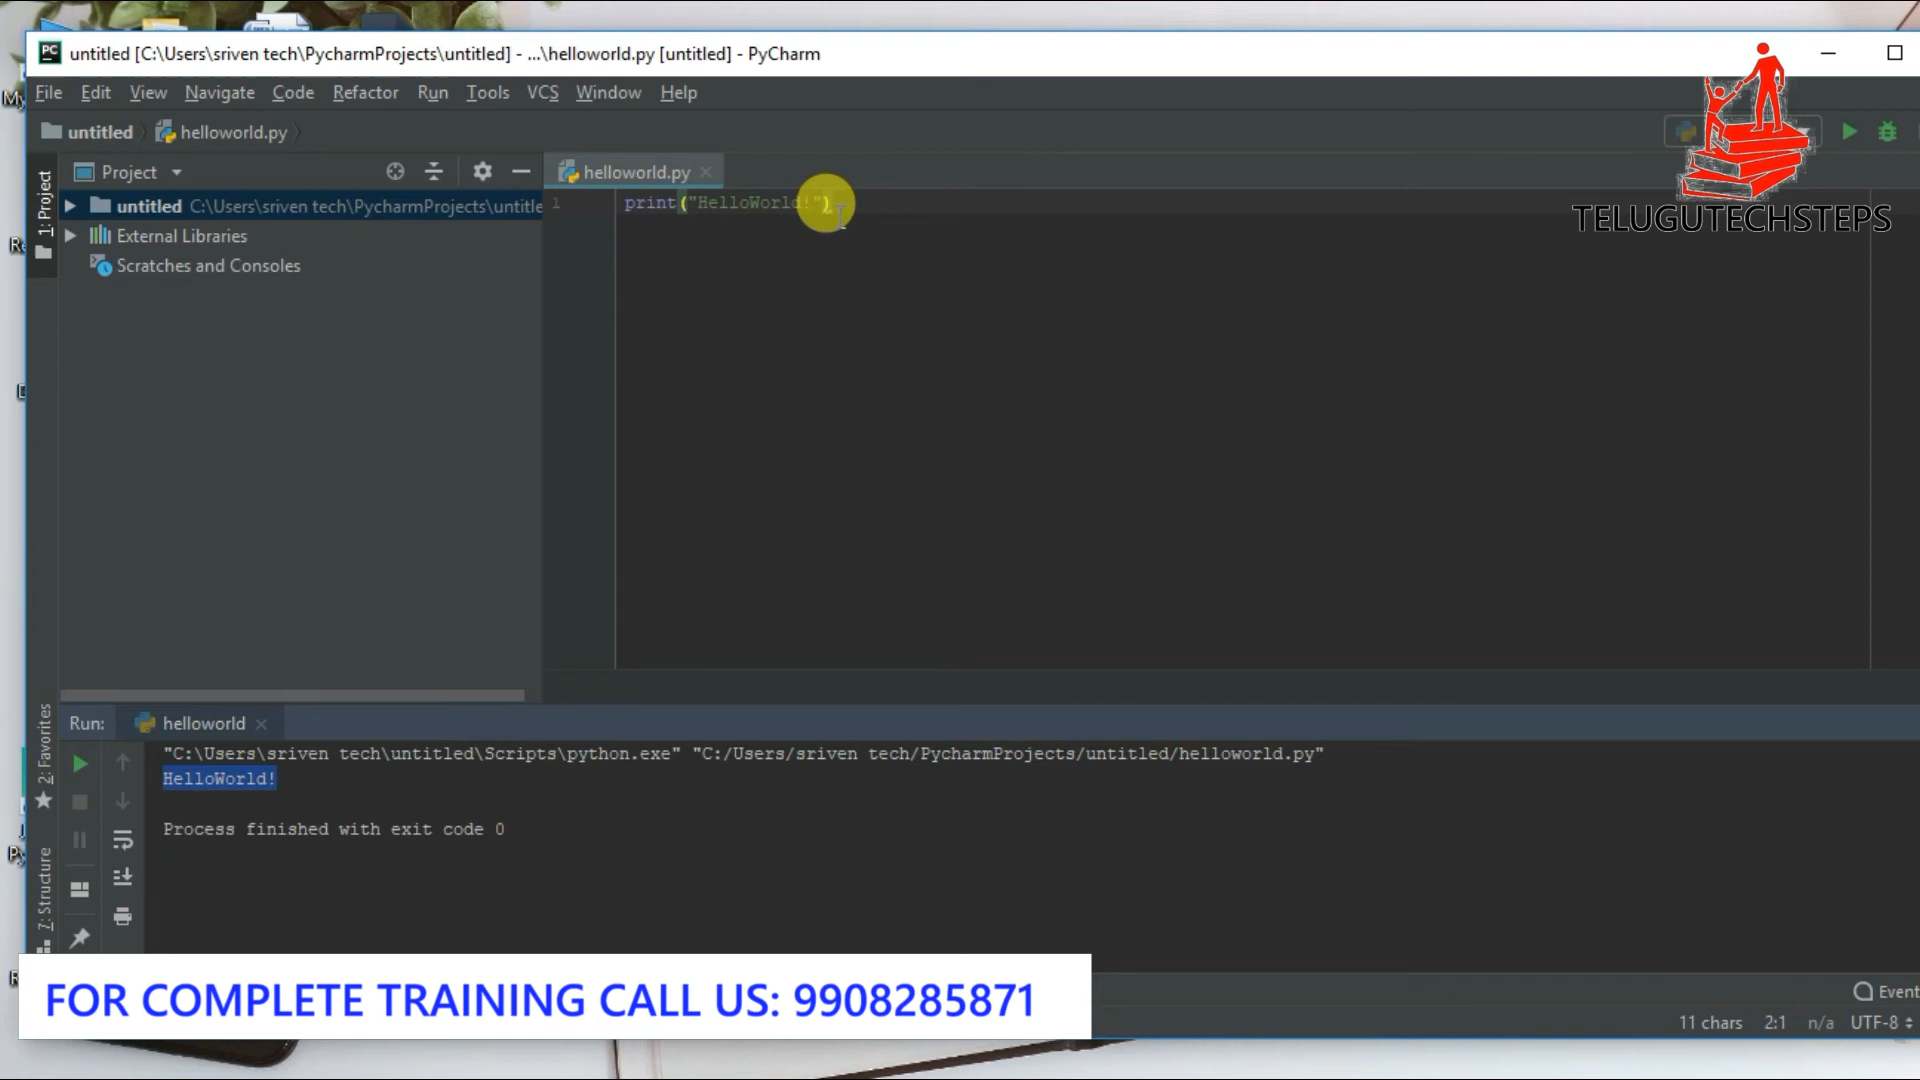 untitled [C:\Users\sriven tech\PycharmProjects\untitled] - ...\helloworld.py [untitled] - PyCharm
File Edit View Navigate Code Refactor Run Tools VCS Window Help
untitled helloworld.py
TELUGUTECHSTEPS
1: Project
Project
helloworld.py
untitled C:\Users\sriven tech\PycharmProjects\untitle
External Libraries
Scratches and Consoles
1 print("HelloWorld!")
2: Favorites
7: Structure
Run: helloworld
"C:\Users\sriven tech\untitled\Scripts\python.exe" "C:/Users/sriven tech/PycharmProjects/untitled/helloworld.py"
HelloWorld!
Process finished with exit code 0
FOR COMPLETE TRAINING CALL US: 9908285871
Event
11 chars 2:1 n/a UTF-8